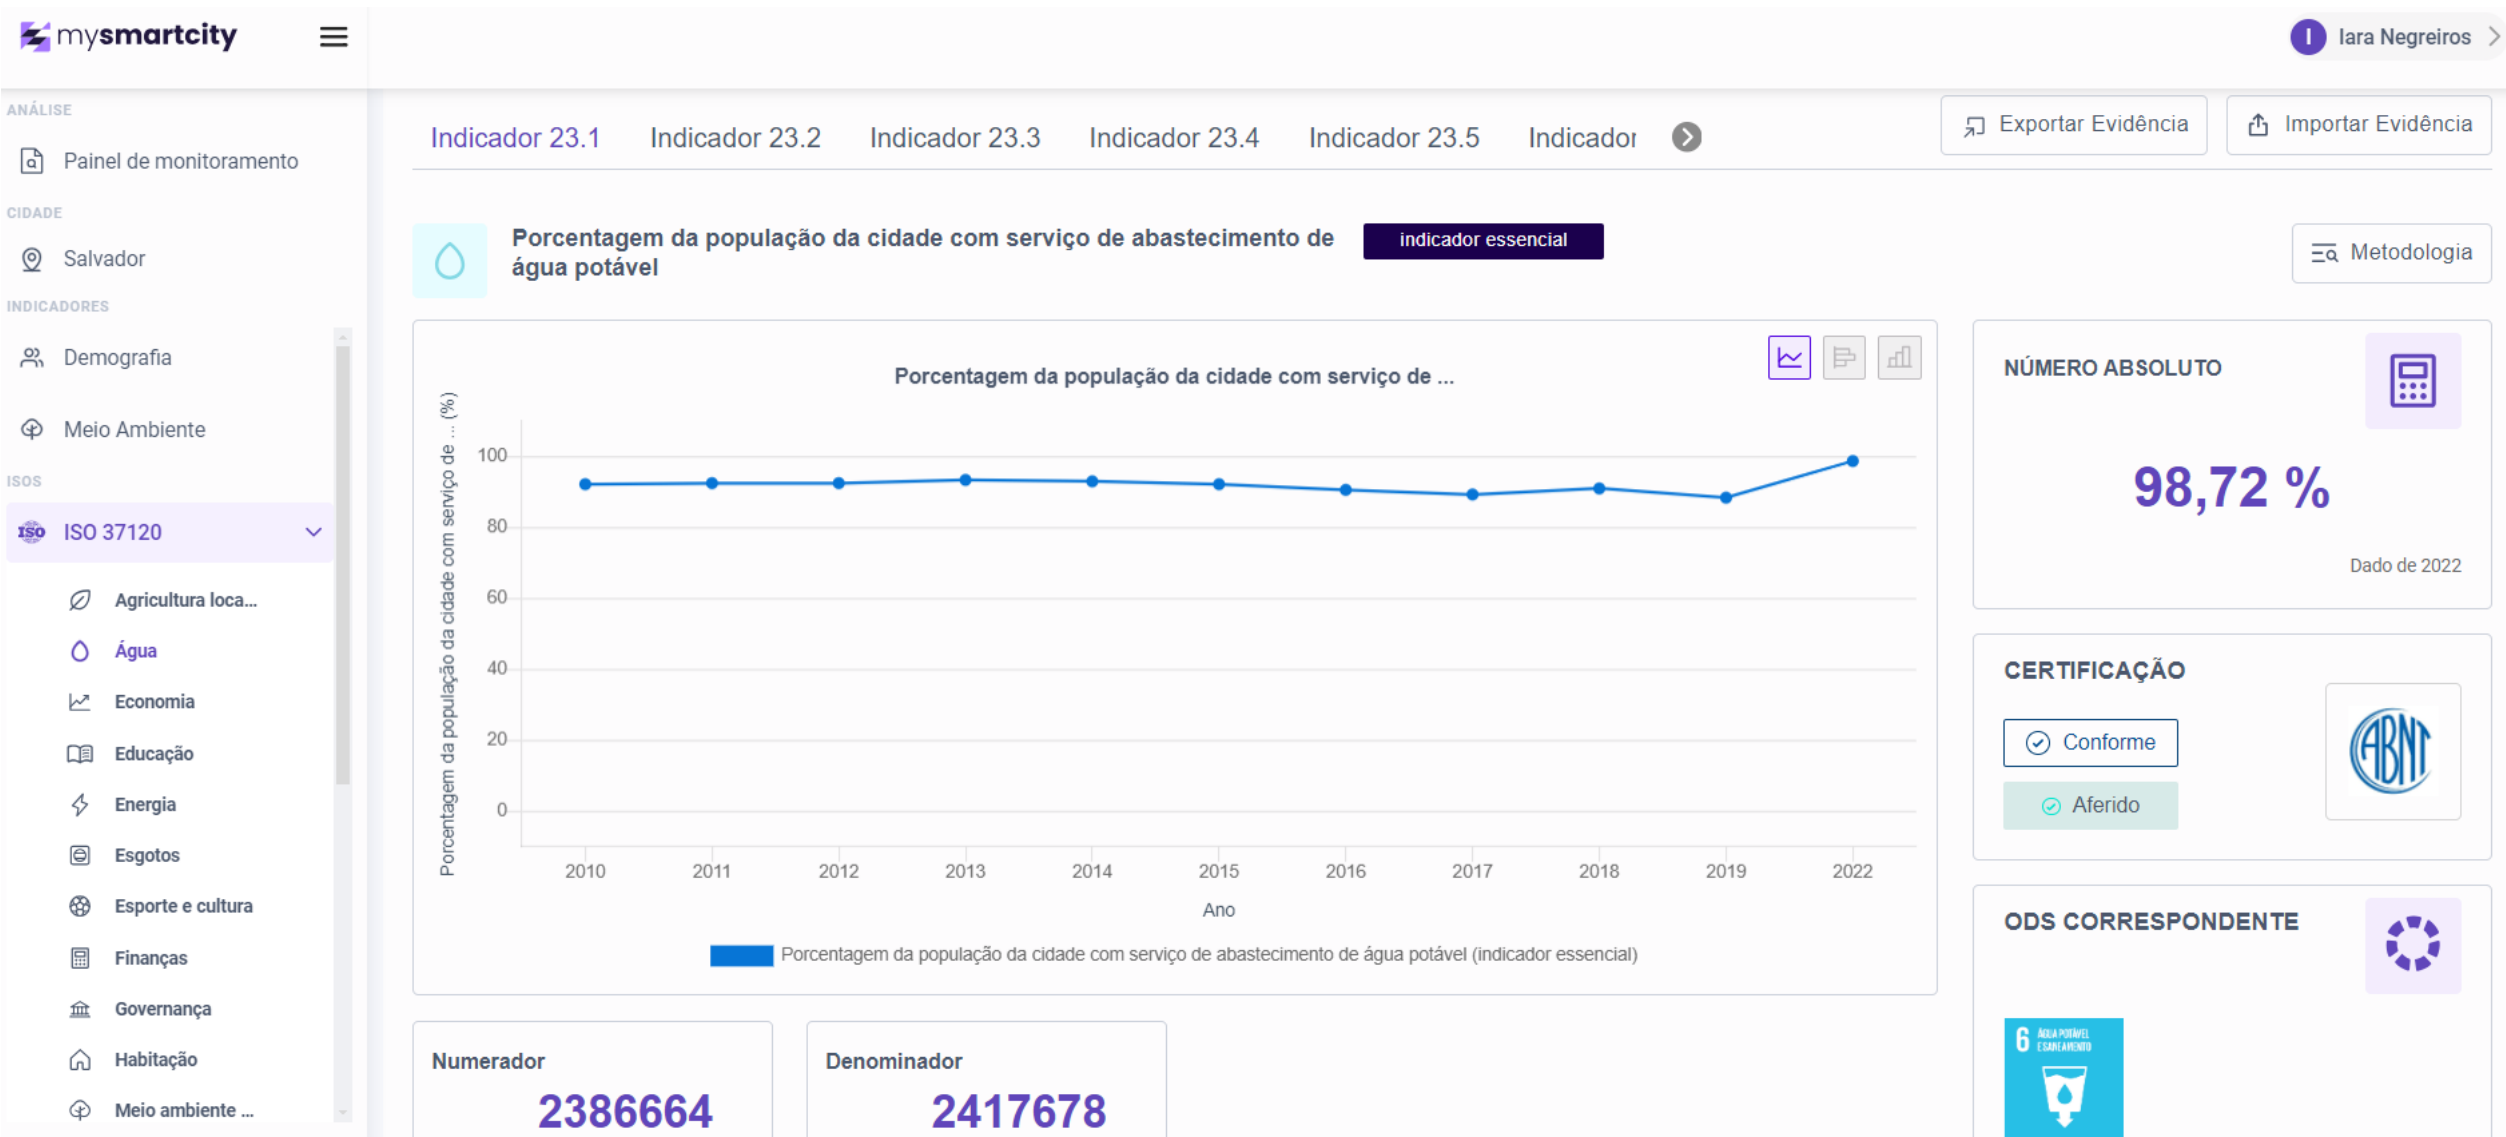 mysmartcity
I Iara Negreiros
ANÁLISE
Painel de monitoramento
CIDADE
Salvador
INDICADORES
Demografia
Meio Ambiente
ISOS
ISO ISO 37120
Agricultura loca...
Água
Economia
Educação
Energia
Esgotos
Esporte e cultura
Finanças
Governança
Habitação
Meio ambiente ...
Indicador 23.1 Indicador 23.2 Indicador 23.3 Indicador 23.4 Indicador 23.5 Indicador
Exportar Evidência Importar Evidência
Porcentagem da população da cidade com serviço de abastecimento de
água potável
indicador essencial
Metodologia
Porcentagem da população da cidade com serviço de ...
Porcentagem da população da cidade com serviço de ... (%)
100
80
60
40
20
0
2010 2011 2012 2013 2014 2015 2016 2017 2018 2019 2022
Ano
Porcentagem da população da cidade com serviço de abastecimento de água potável (indicador essencial)
Numerador
2386664
Denominador
2417678
NÚMERO ABSOLUTO
98,72 %
Dado de 2022
CERTIFICAÇÃO
Conforme
Aferido
ABNT
ODS CORRESPONDENTE
6 ÁGUA POTÁVEL
E SANEAMENTO